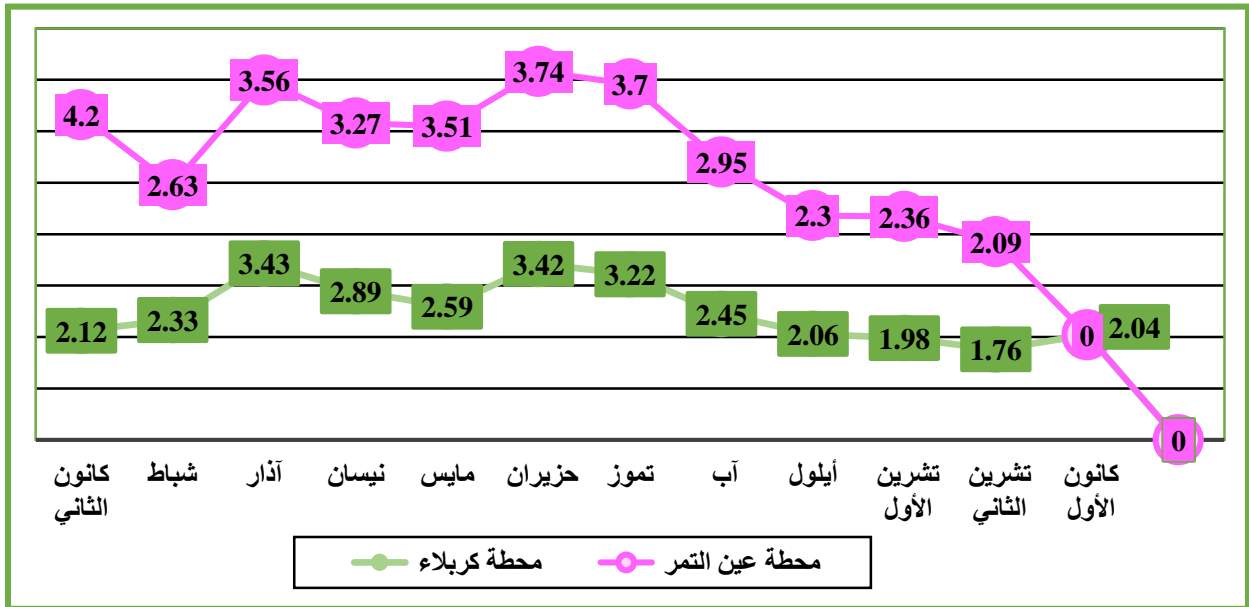 4.2
2.63
3.56
3.27
3.51
3.74
3.7
2.95
2.3
2.36
2.09
0
0
2.12
2.33
3.43
2.89
2.59
3.42
3.22
2.45
2.06
1.98
1.76
2.04
كانون
الثاني
شباط
آذار
نيسان
مايس
حزيران
تموز
آب
أيلول
تشرين
الأول
تشرين
الثاني
كانون
الأول
محطة كربلاء
محطة عين التمر